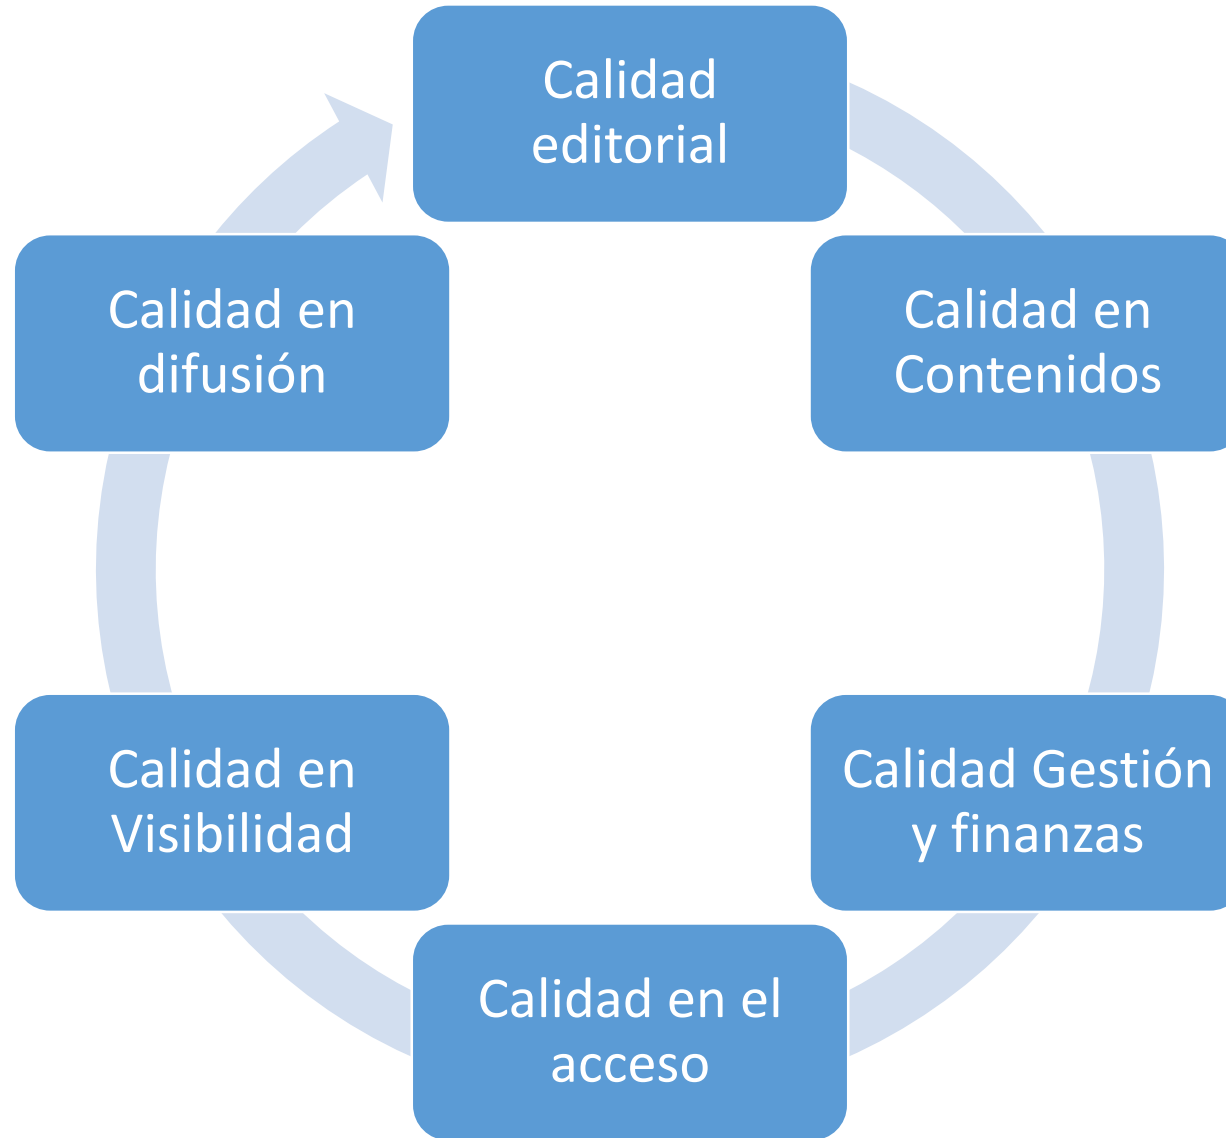 Calidad
editorial
Calidad en
Contenidos
Calidad Gestión
y finanzas
Calidad en el
acceso
Calidad en
Visibilidad
Calidad en
difusión